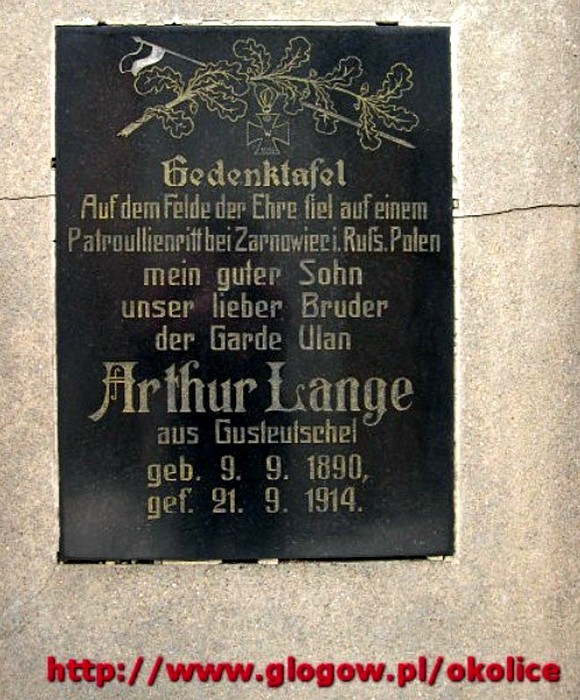 Gedenktafel
Auf dem Felde der Ehre fiel auf einem
Patroullienritt bei Zarnowiec i. Rufs. Polen
mein guter Sohn
unser lieber Bruder
der Garde Ulan
Arthur Lange
aus Gusteutschel
geb. 9. 9. 1890,
gef. 21. 9. 1914.
http://www.glogow.pl/okolice